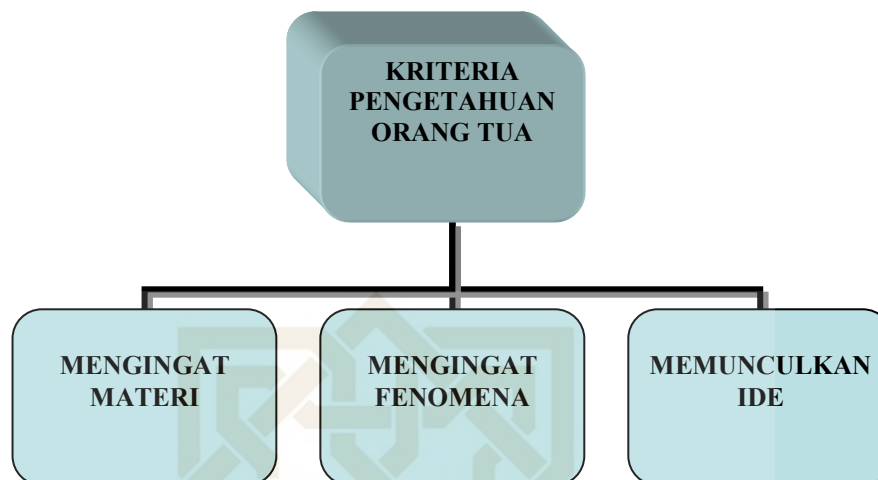 KRITERIA
PENGETAHUAN
ORANG TUA
MENGINGAT
MATERI
MENGINGAT
FENOMENA
MEMUNCULKAN
IDE